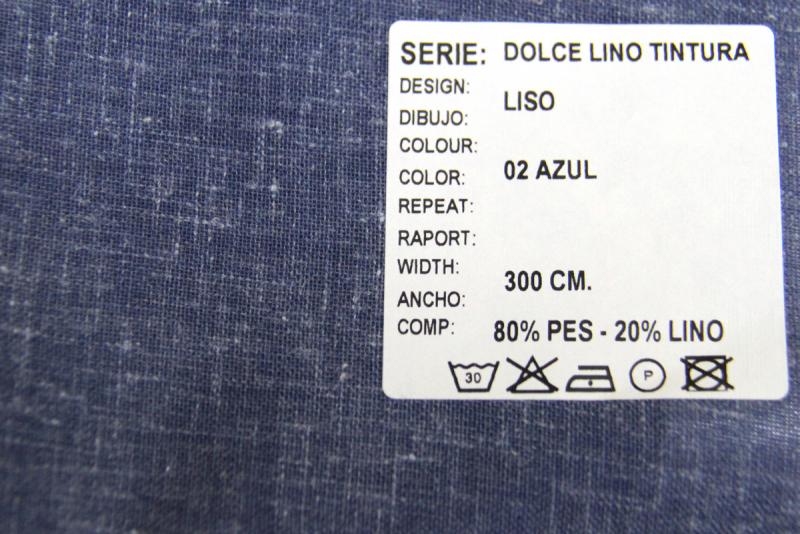 SERIE: DOLCE LINO TINTURA
DESIGN:
LISO
DIBUJO:
COLOUR:
02 AZUL
COLOR:
REPEAT:
RAPORT:
WIDTH:
300 CM.
ANCHO:
COMP: 80% PES - 20% LINO
30 P